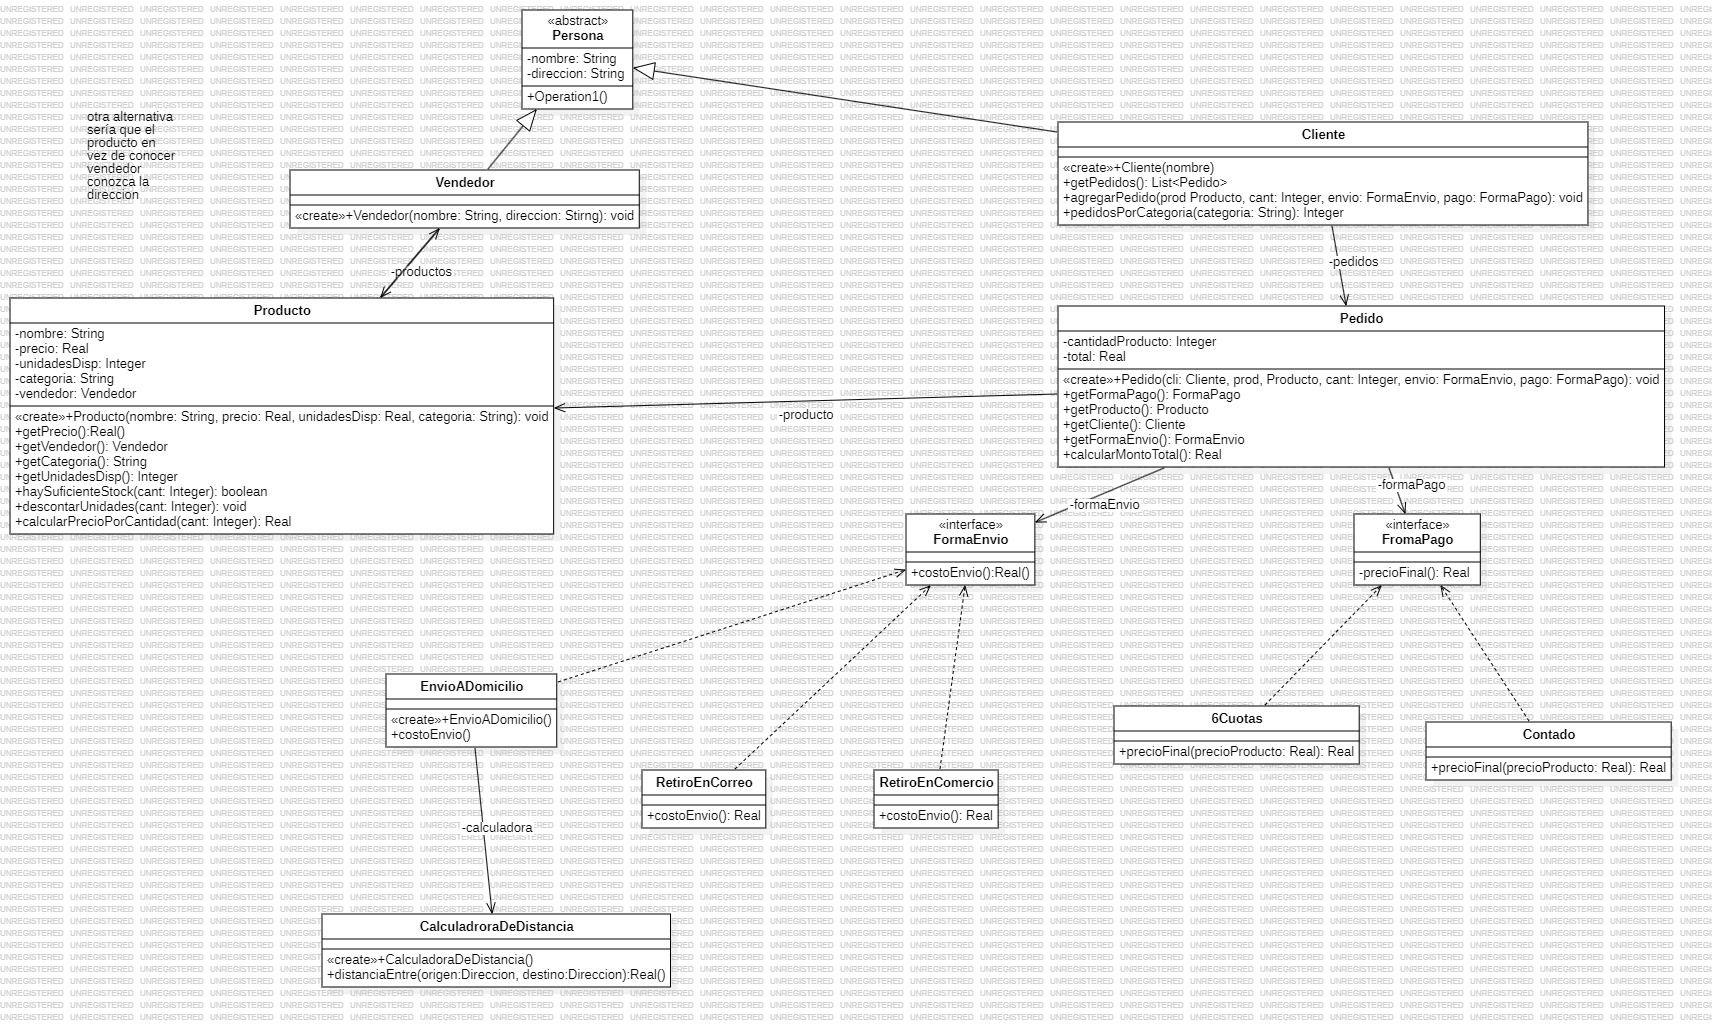 «abstract»
Persona
-nombre: String
-direccion: String
+Operation1()
otra alternativa
sería que el
producto en
vez de conocer
vendedor
conozca la
direccion
Cliente
«create»+Cliente(nombre)
+getPedidos(): List<Pedido>
+agregarPedido(prod Producto, cant: Integer, envio: FormaEnvio, pago: FormaPago): void
+pedidosPorCategoria(categoria: String): Integer
Vendedor
«create»+Vendedor(nombre: String, direccion: Stirng): void
-productos
-pedidos
Producto
-nombre: String
-precio: Real
-unidadesDisp: Integer
-categoria: String
-vendedor: Vendedor
«create»+Producto(nombre: String, precio: Real, unidadesDisp: Real, categoria: String): void
+getPrecio():Real()
+getVendedor(): Vendedor
+getCategoria(): String
+getUnidadesDisp(): Integer
+haySuficienteStock(cant: Integer): boolean
+descontarUnidades(cant: Integer): void
+calcularPrecioPorCantidad(cant: Integer): Real
Pedido
-cantidadProducto: Integer
-total: Real
«create»+Pedido(cli: Cliente, prod, Producto, cant: Integer, envio: FormaEnvio, pago: FormaPago): void
+getFormaPago(): FormaPago
+getProducto(): Producto
+getCliente(): Cliente
+getFormaEnvio(): FormaEnvio
+calcularMontoTotal(): Real
-producto
-formaEnvio
-formaPago
«interface»
FormaEnvio
+costoEnvio():Real()
«interface»
FromaPago
-precioFinal(): Real
EnvioADomicilio
«create»+EnvioADomicilio()
+costoEnvio()
6Cuotas
+precioFinal(precioProducto: Real): Real
Contado
+precioFinal(precioProducto: Real): Real
RetiroEnCorreo
+costoEnvio(): Real
RetiroEnComercio
+costoEnvio(): Real
-calculadora
CalculadroraDeDistancia
«create»+CalculadoraDeDistancia()
+distanciaEntre(origen:Direccion, destino:Direccion):Real()
UNREGISTERED